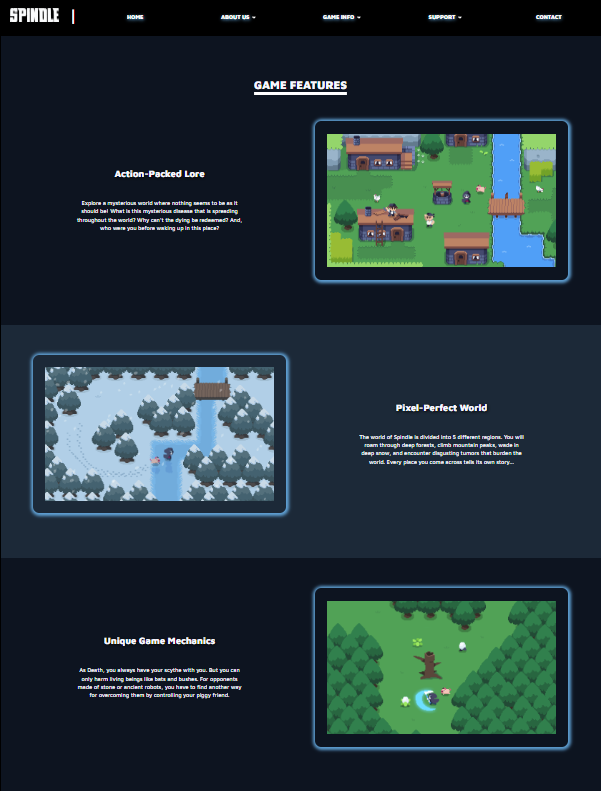 SPINDLE
HOME
ABOUT US
GAME INFO
SUPPORT
CONTACT
GAME FEATURES
Action-Packed Lore
Explore a mysterious world where nothing seems to be as it
should be! What is this mysterious disease that is spreading
throughout the world? Why can't the dying be redeemed? And,
who were you before waking up in this place?
Pixel-Perfect World
The world of Spindle is divided into 5 different regions. You will
roam through deep forests, climb mountain peaks, wade in
deep snow, and encounter disgusting tumors that burden the
world. Every place you come across tells its own story...
Unique Game Mechanics
As Death, you always have your scythe with you. But you can
only harm living beings like bats and bushes. For opponents
made of stone or ancient robots, you have to find another way
for overcoming them by controlling your piggy friend.